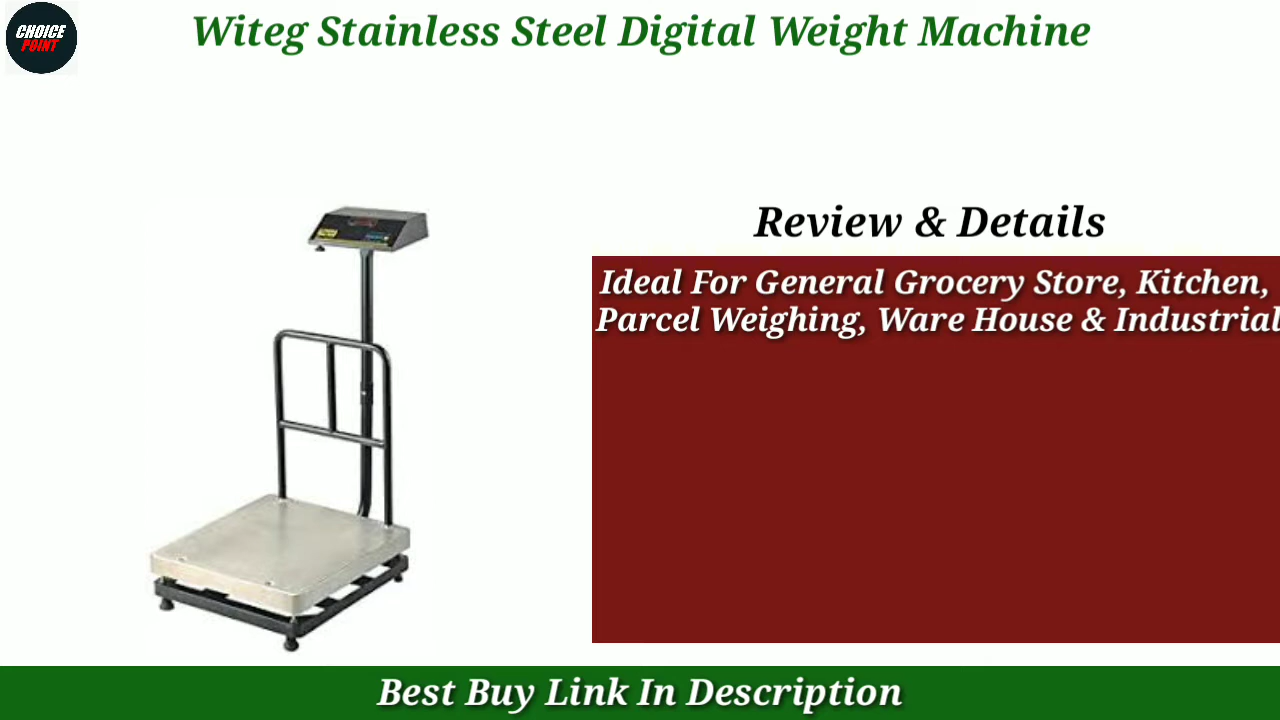 CHOICE
POINT
Witeg Stainless Steel Digital Weight Machine
Review & Details
Ideal For General Grocery Store, Kitchen,
Parcel Weighing, Ware House & Industrial
Best Buy Link In Description